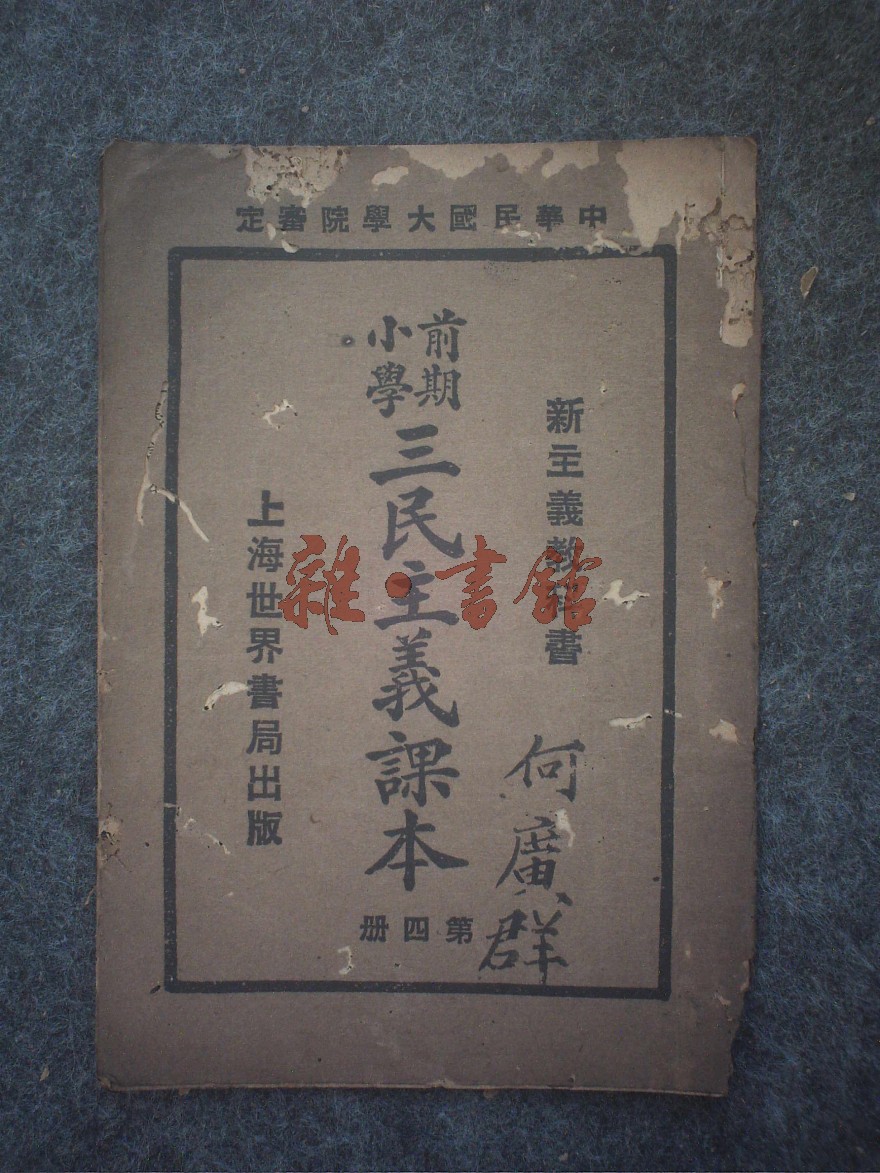 中華民國大學院審定
新主義教科書
前期
小學
三民主義課本
第四册
上海世界書局出版
何廣群
雜·書館